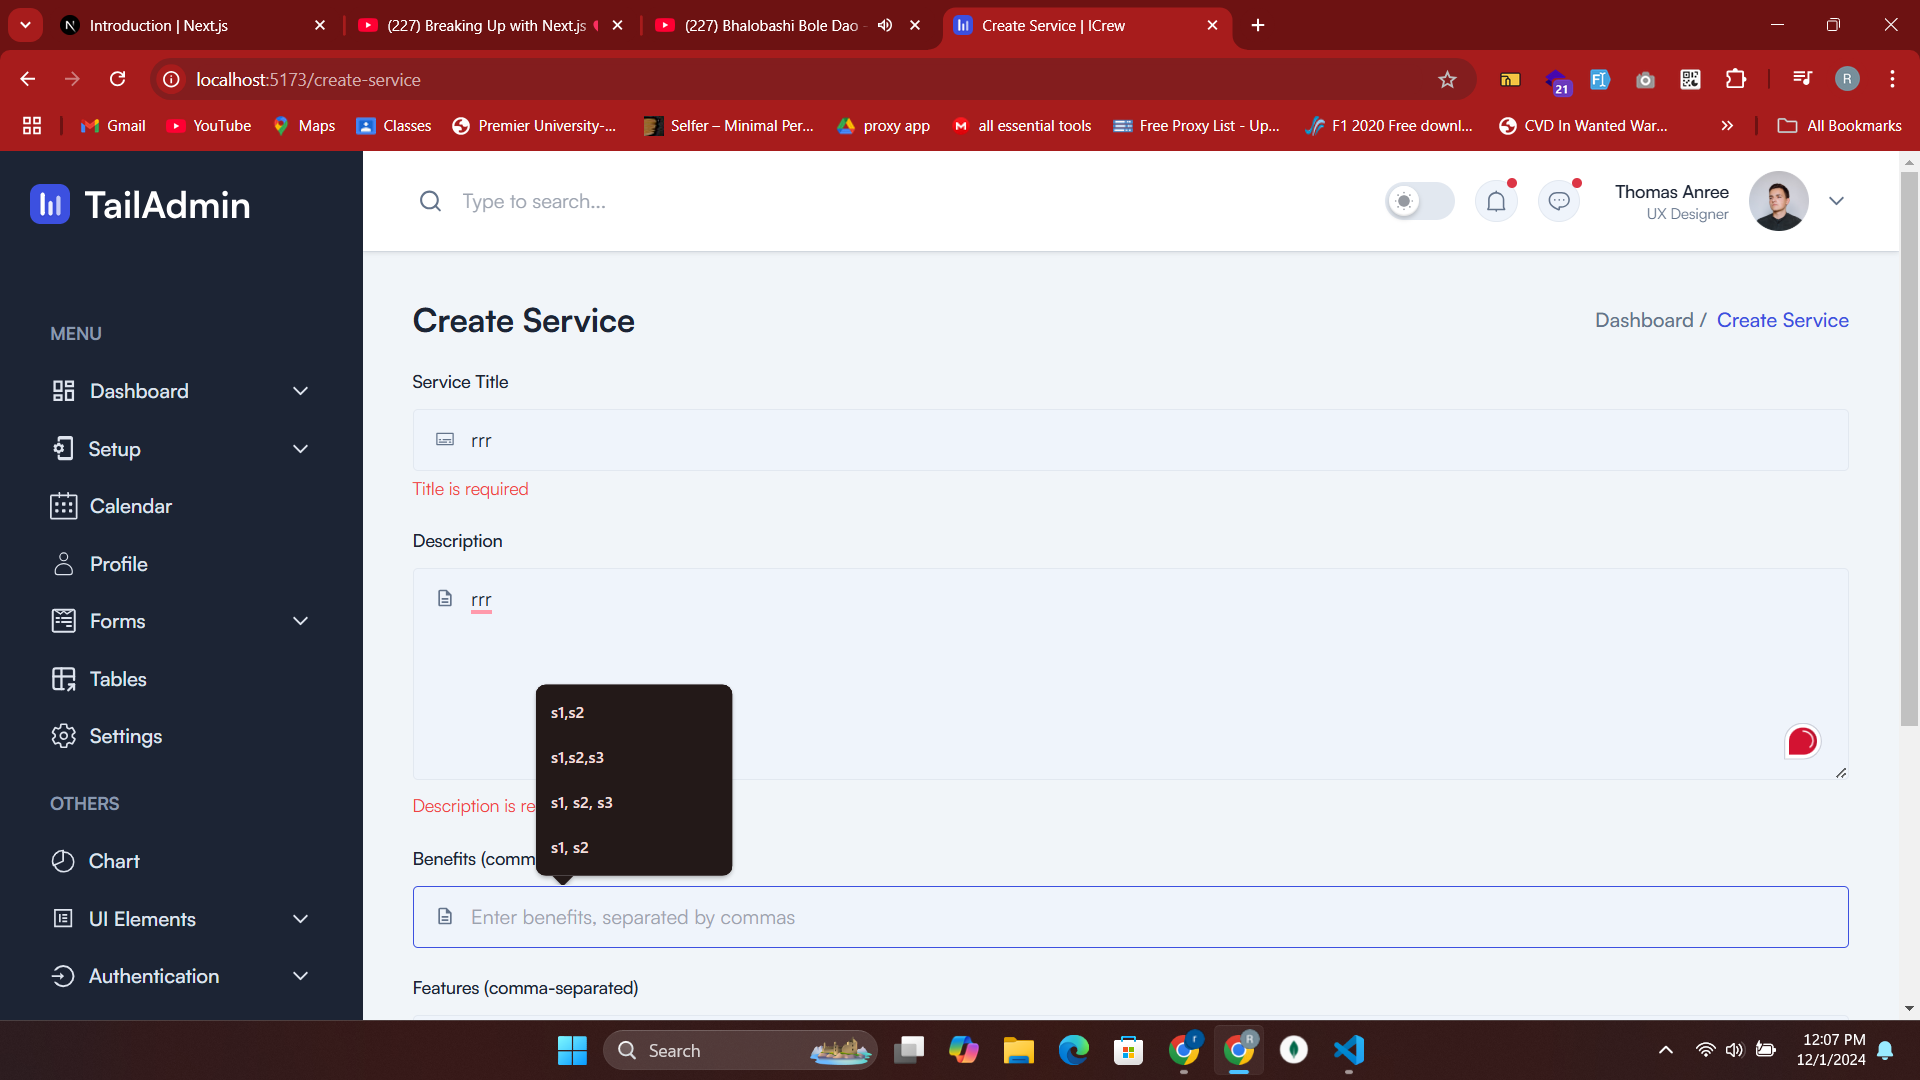 Introduction | Next.js
(227) Breaking Up with Next.js
(227) Bhalobashi Bole Dao -
Create Service | ICrew
localhost:5173/create-service
21
R
Gmail
YouTube
Maps
Classes
Premier University-...
Selfer – Minimal Per...
proxy app
all essential tools
Free Proxy List - Up...
F1 2020 Free downl...
CVD In Wanted War...
All Bookmarks
TailAdmin
Type to search...
Thomas Anree
UX Designer
MENU
Dashboard
Setup
Calendar
Profile
Forms
Tables
Settings
OTHERS
Chart
UI Elements
Authentication
Create Service
Dashboard / Create Service
Service Title
rrr
Title is required
Description
rrr
Description is re
s1,s2
s1,s2,s3
s1, s2, s3
s1, s2
Benefits (comm
Enter benefits, separated by commas
Features (comma-separated)
Search
r
R
12:07 PM
12/1/2024